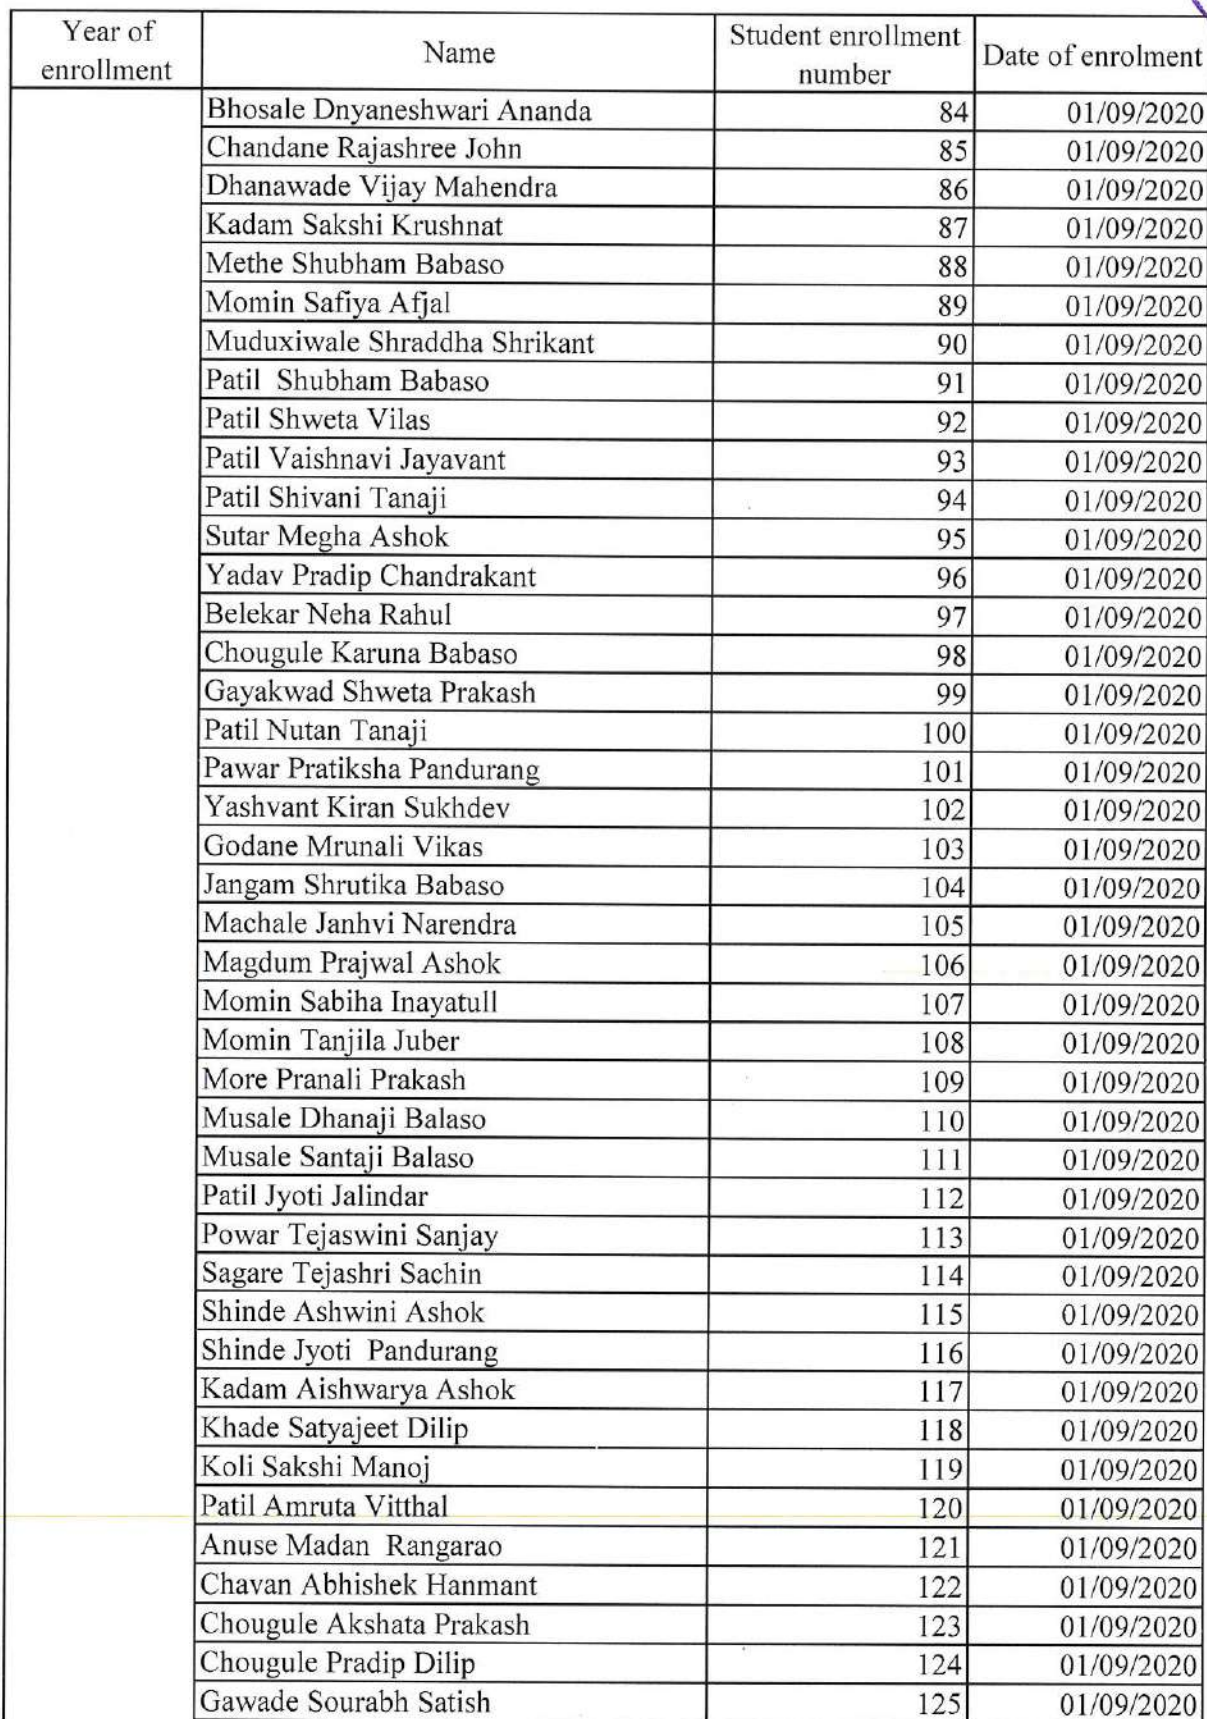 Year of enrollment Name Student enrollment number Date of enrolment
Bhosale Dnyaneshwari Ananda 84 01/09/2020
Chandane Rajashree John 85 01/09/2020
Dhanawade Vijay Mahendra 86 01/09/2020
Kadam Sakshi Krushnat 87 01/09/2020
Methe Shubham Babaso 88 01/09/2020
Momin Safiya Afjal 89 01/09/2020
Muduxiwale Shraddha Shrikant 90 01/09/2020
Patil Shubham Babaso 91 01/09/2020
Patil Shweta Vilas 92 01/09/2020
Patil Vaishnavi Jayavant 93 01/09/2020
Patil Shivani Tanaji 94 01/09/2020
Sutar Megha Ashok 95 01/09/2020
Yadav Pradip Chandrakant 96 01/09/2020
Belekar Neha Rahul 97 01/09/2020
Chougule Karuna Babaso 98 01/09/2020
Gayakwad Shweta Prakash 99 01/09/2020
Patil Nutan Tanaji 100 01/09/2020
Pawar Pratiksha Pandurang 101 01/09/2020
Yashvant Kiran Sukhdev 102 01/09/2020
Godane Mrunali Vikas 103 01/09/2020
Jangam Shrutika Babaso 104 01/09/2020
Machale Janhvi Narendra 105 01/09/2020
Magdum Prajwal Ashok 106 01/09/2020
Momin Sabiha Inayatull 107 01/09/2020
Momin Tanjila Juber 108 01/09/2020
More Pranali Prakash 109 01/09/2020
Musale Dhanaji Balaso 110 01/09/2020
Musale Santaji Balaso 111 01/09/2020
Patil Jyoti Jalindar 112 01/09/2020
Powar Tejaswini Sanjay 113 01/09/2020
Sagare Tejashri Sachin 114 01/09/2020
Shinde Ashwini Ashok 115 01/09/2020
Shinde Jyoti Pandurang 116 01/09/2020
Kadam Aishwarya Ashok 117 01/09/2020
Khade Satyajeet Dilip 118 01/09/2020
Koli Sakshi Manoj 119 01/09/2020
Patil Amruta Vitthal 120 01/09/2020
Anuse Madan Rangarao 121 01/09/2020
Chavan Abhishek Hanmant 122 01/09/2020
Chougule Akshata Prakash 123 01/09/2020
Chougule Pradip Dilip 124 01/09/2020
Gawade Sourabh Satish 125 01/09/2020